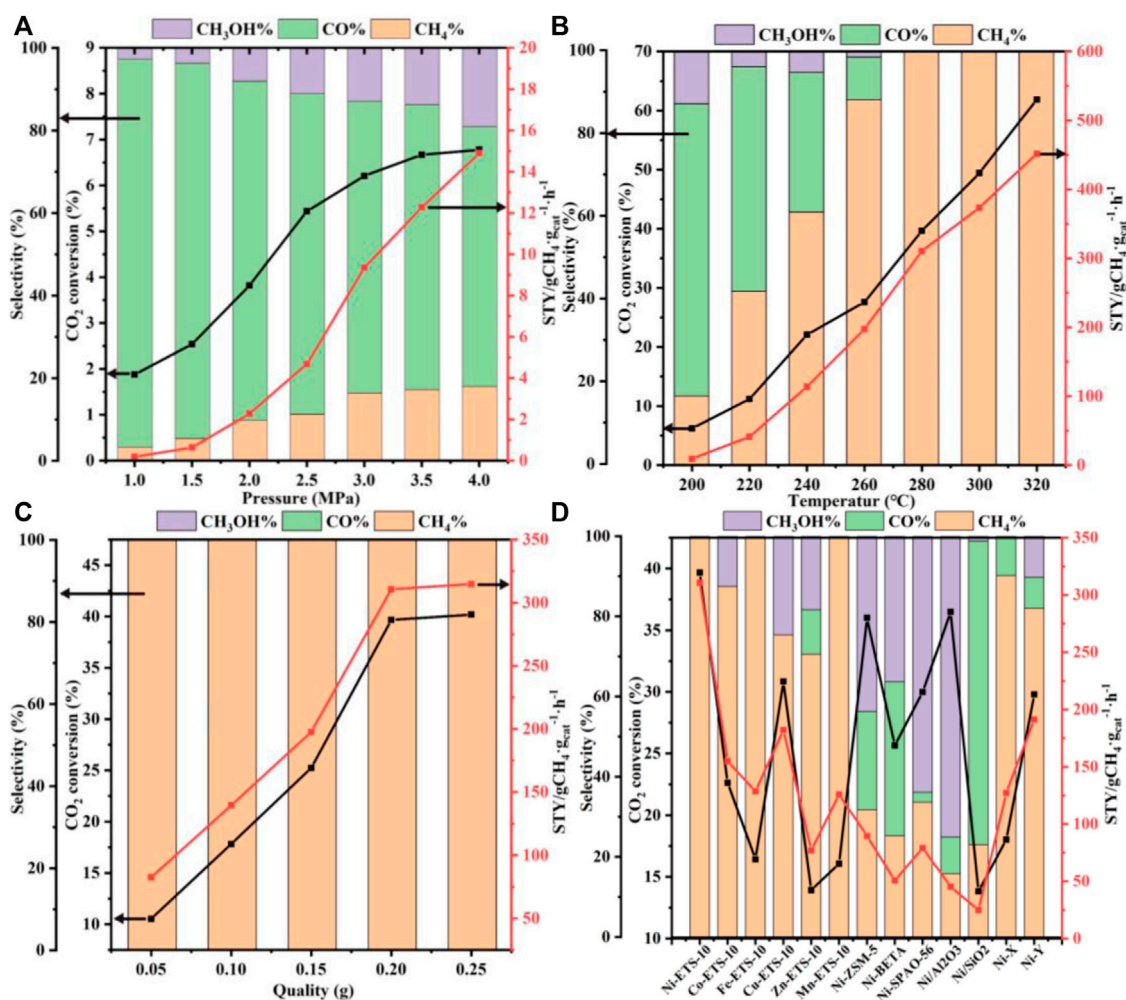 A
CH3OH% CO% CH4%
Selectivity (%)
100
80
60
40
20
0
CO2 conversion (%)
9
8
7
6
5
4
3
2
1
0
20
18
16
14
12
10
8
6
4
2
0
STY/gCH4·gcat-1·h-1
1.0 1.5 2.0 2.5 3.0 3.5 4.0
Pressure (MPa)
B
CH3OH% CO% CH4%
Selectivity (%)
100
80
60
40
20
0
CO2 conversion (%)
70
60
50
40
30
20
10
0
600
500
400
300
200
100
0
STY/gCH4·gcat-1·h-1
200 220 240 260 280 300 320
Temperatur (°C)
C
CH3OH% CO% CH4%
Selectivity (%)
100
80
60
40
20
0
CO2 conversion (%)
45
40
35
30
25
20
15
10
350
300
250
200
150
100
50
STY/gCH4·gcat-1·h-1
0.05 0.10 0.15 0.20 0.25
Quality (g)
D
CH3OH% CO% CH4%
Selectivity (%)
100
80
60
40
20
0
CO2 conversion (%)
40
35
30
25
20
15
10
350
300
250
200
150
100
50
0
STY/gCH4·gcat-1·h-1
Ni-ETS-10
Co-ETS-10
Fe-ETS-10
Cu-ETS-10
Zn-ETS-10
Mn-ETS-10
Ni-ZSM-5
Ni-BETA
Ni-SPAO-56
Ni/Al2O3
Ni/SiO2
Ni-X
Ni-Y